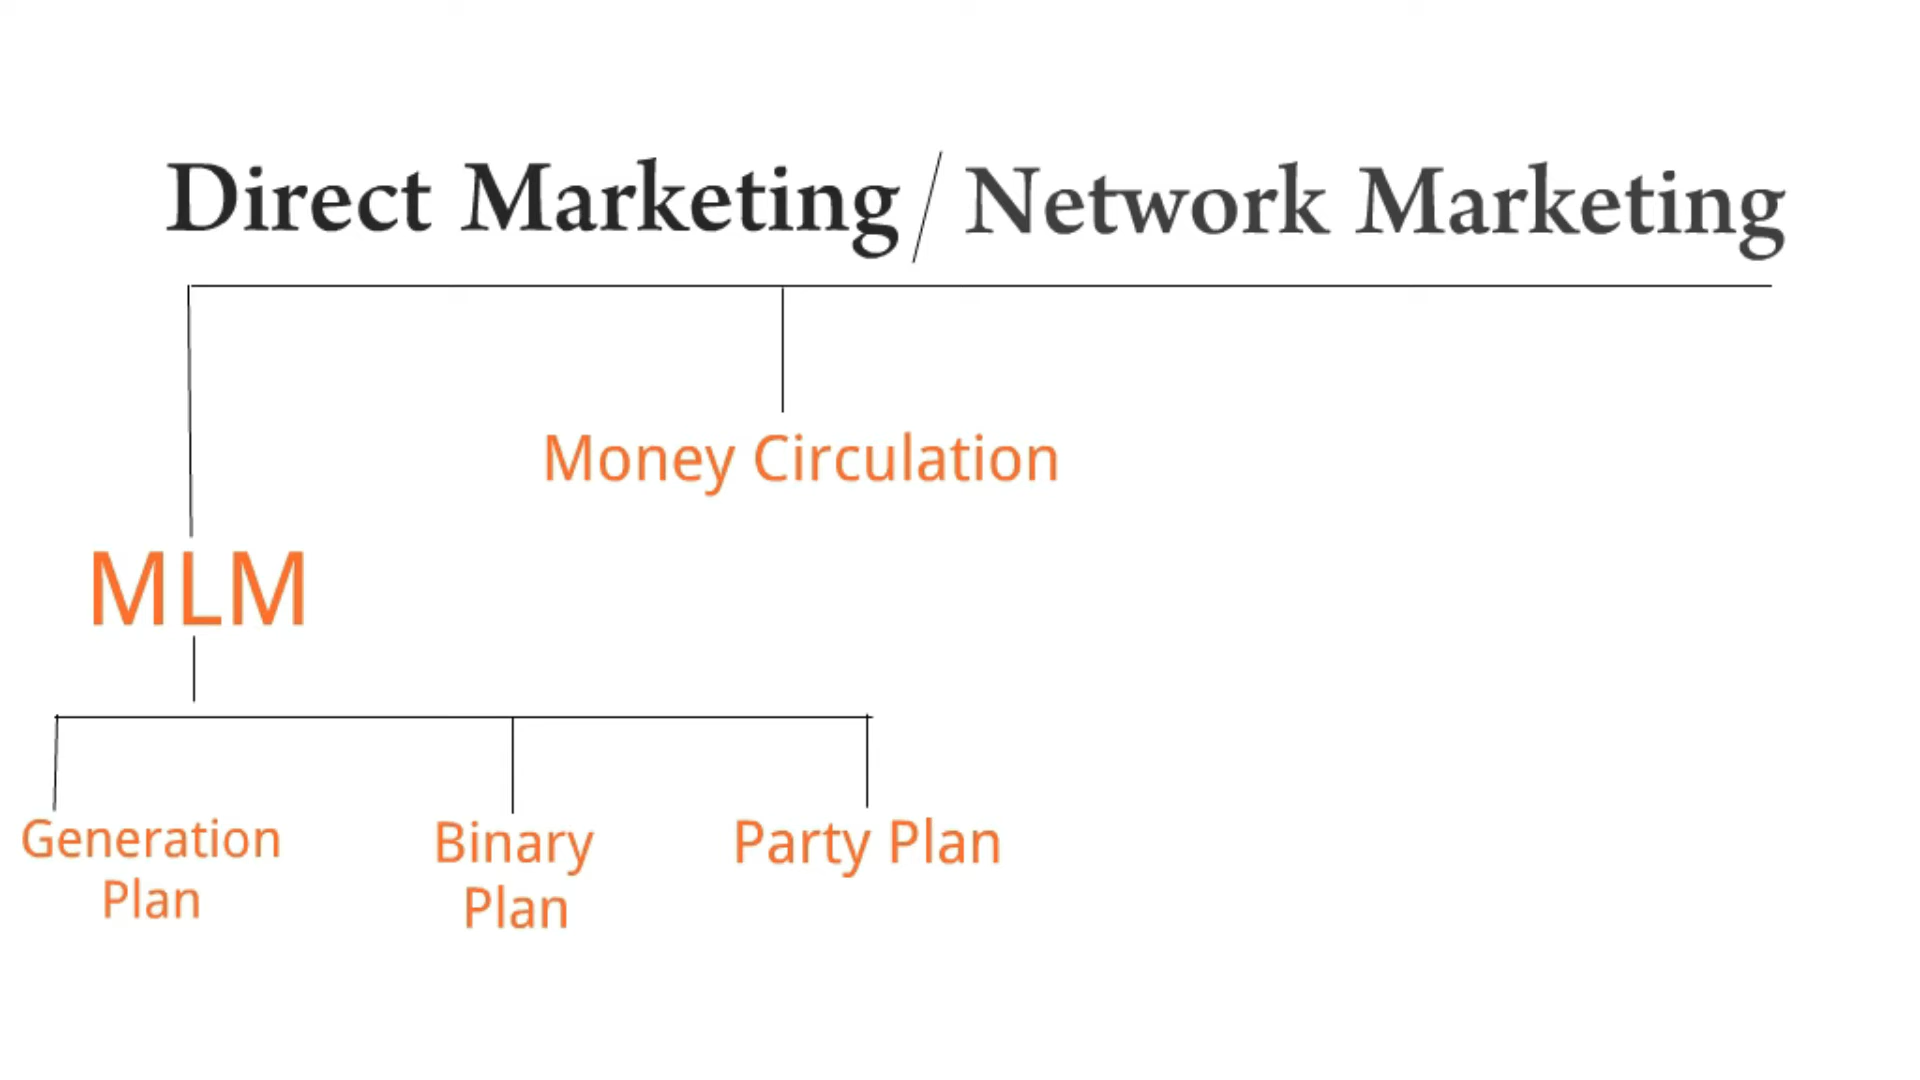 Direct Marketing/Network Marketing
Money Circulation
MLM
Generation
Plan
Binary
Plan
Party Plan